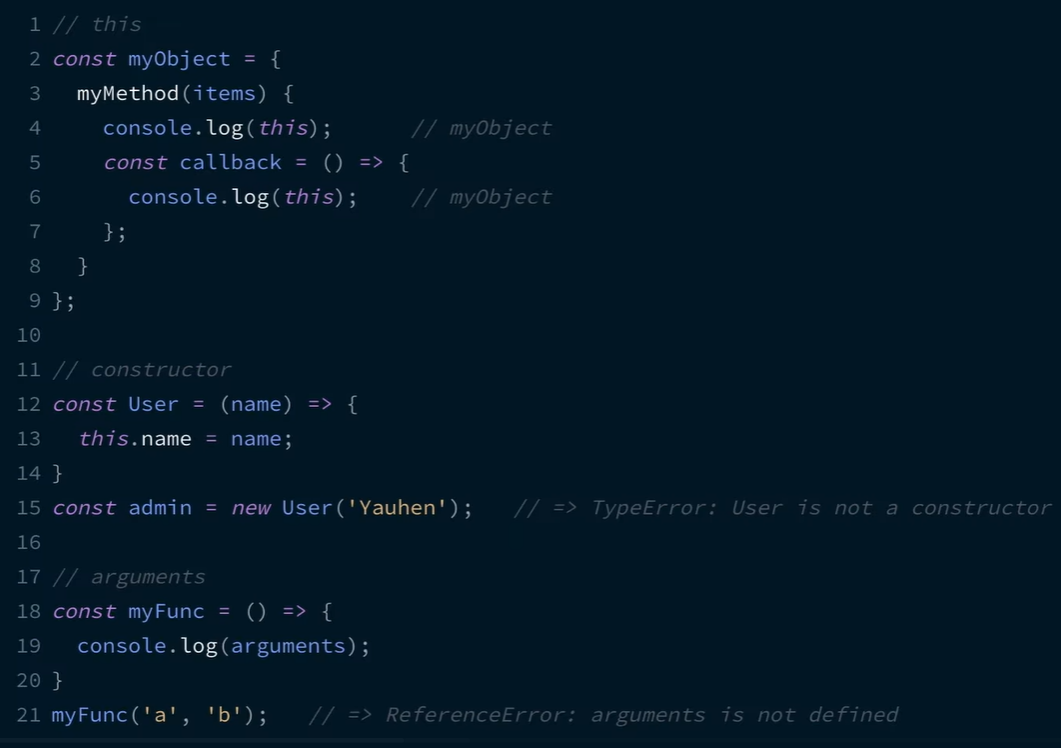 1 // this
2 const myObject = {
3   myMethod(items) {
4     console.log(this);      // myObject
5     const callback = () => {
6       console.log(this);    // myObject
7     };
8   }
9 };
10
11 // constructor
12 const User = (name) => {
13   this.name = name;
14 }
15 const admin = new User('Yauhen');   // => TypeError: User is not a constructor
16
17 // arguments
18 const myFunc = () => {
19   console.log(arguments);
20 }
21 myFunc('a', 'b');   // => ReferenceError: arguments is not defined